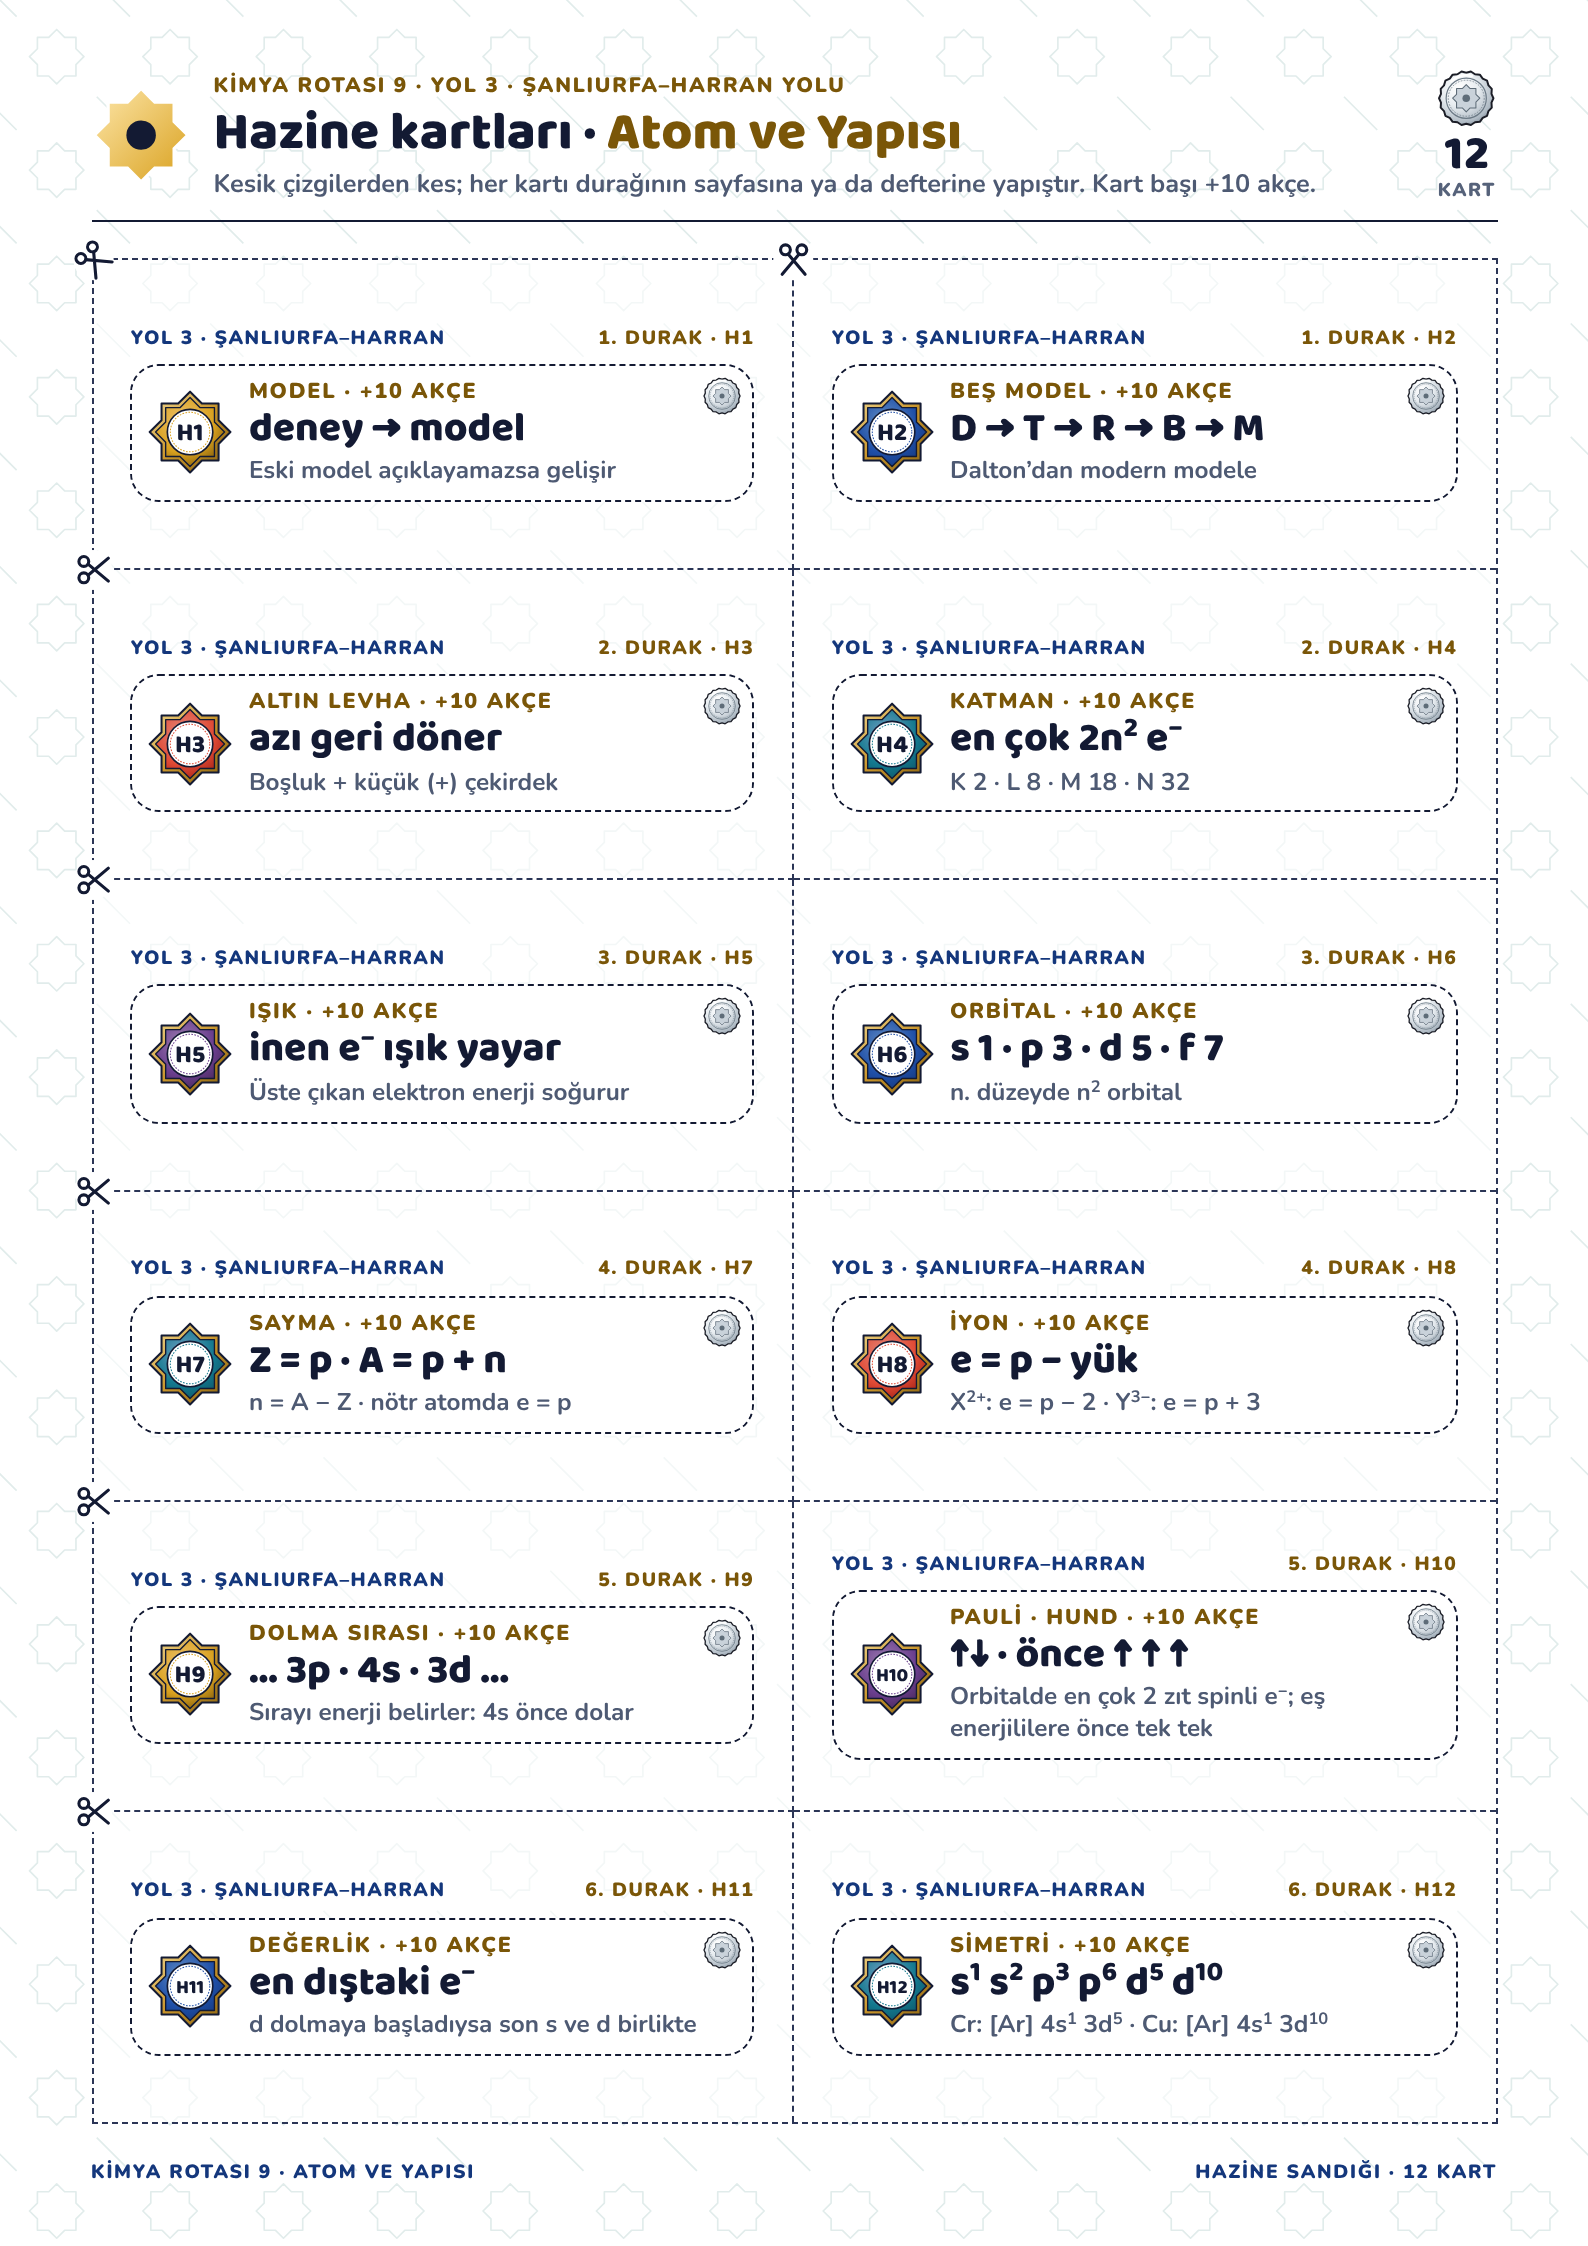 KİMYA ROTASI 9 · YOL 3 · ŞANLIURFA–HARRAN YOLU
Hazine kartları · Atom ve Yapısı
Kesik çizgilerden kes; her kartı durağının sayfasına ya da defterine yapıştır. Kart başı +10 akçe.
12
KART
YOL 3 · ŞANLIURFA–HARRAN 1. DURAK · H1
H1
MODEL · +10 AKÇE
deney → model
Eski model açıklayamazsa gelişir
YOL 3 · ŞANLIURFA–HARRAN 1. DURAK · H2
H2
BEŞ MODEL · +10 AKÇE
D → T → R → B → M
Dalton’dan modern modele
YOL 3 · ŞANLIURFA–HARRAN 2. DURAK · H3
H3
ALTIN LEVHA · +10 AKÇE
azı geri döner
Boşluk + küçük (+) çekirdek
YOL 3 · ŞANLIURFA–HARRAN 2. DURAK · H4
H4
KATMAN · +10 AKÇE
en çok 2n² e⁻
K 2 · L 8 · M 18 · N 32
YOL 3 · ŞANLIURFA–HARRAN 3. DURAK · H5
H5
IŞIK · +10 AKÇE
inen e⁻ ışık yayar
Üste çıkan elektron enerji soğurur
YOL 3 · ŞANLIURFA–HARRAN 3. DURAK · H6
H6
ORBİTAL · +10 AKÇE
s 1 · p 3 · d 5 · f 7
n. düzeyde n² orbital
YOL 3 · ŞANLIURFA–HARRAN 4. DURAK · H7
H7
SAYMA · +10 AKÇE
Z = p · A = p + n
n = A − Z · nötr atomda e = p
YOL 3 · ŞANLIURFA–HARRAN 4. DURAK · H8
H8
İYON · +10 AKÇE
e = p − yük
X²⁺: e = p − 2 · Y³⁻: e = p + 3
YOL 3 · ŞANLIURFA–HARRAN 5. DURAK · H9
H9
DOLMA SIRASI · +10 AKÇE
... 3p · 4s · 3d ...
Sırayı enerji belirler: 4s önce dolar
YOL 3 · ŞANLIURFA–HARRAN 5. DURAK · H10
H10
PAULİ · HUND · +10 AKÇE
↑↓ · önce ↑ ↑ ↑
Orbitalde en çok 2 zıt spinli e⁻; eş
enerjililere önce tek tek
YOL 3 · ŞANLIURFA–HARRAN 6. DURAK · H11
H11
DEĞERLİK · +10 AKÇE
en dıştaki e⁻
d dolmaya başladıysa son s ve d birlikte
YOL 3 · ŞANLIURFA–HARRAN 6. DURAK · H12
H12
SİMETRİ · +10 AKÇE
s¹ s² p³ p⁶ d⁵ d¹⁰
Cr: [Ar] 4s¹ 3d⁵ · Cu: [Ar] 4s¹ 3d¹⁰
KİMYA ROTASI 9 · ATOM VE YAPISI
HAZİNE SANDIĞI · 12 KART